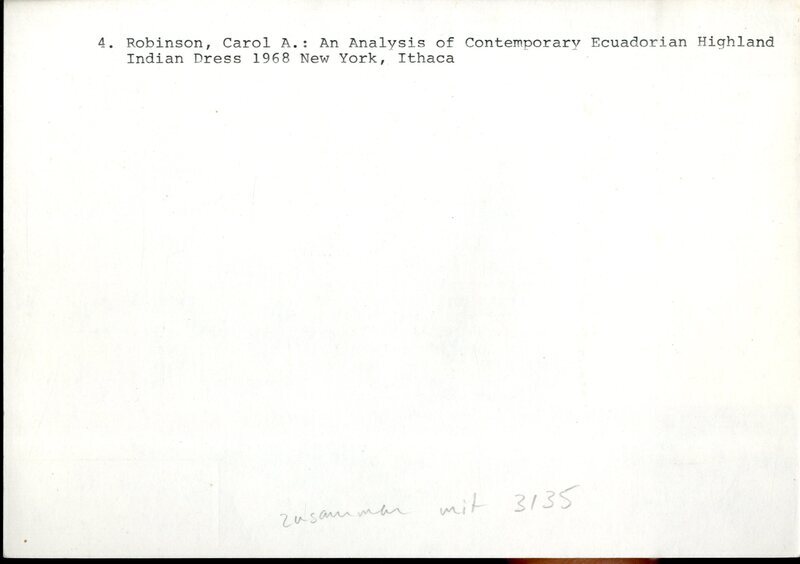 4. Robinson, Carol A.: An Analysis of Contemporary Ecuadorian Highland
Indian Dress 1968 New York, Ithaca
zusammen mit 3135